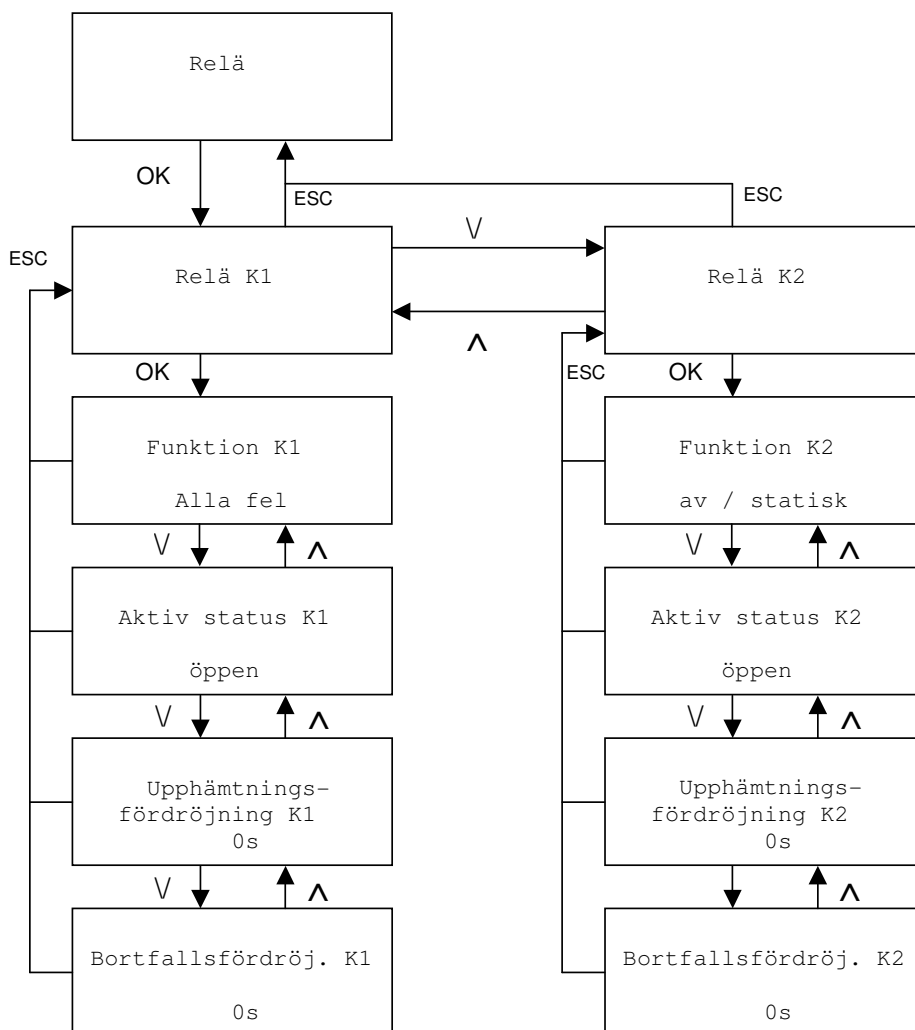 Relä
OK
ESC
ESC
V
ESC
Relä K1
Relä K2
Λ
OK
ESC
OK
Funktion K1
Alla fel
Funktion K2
av / statisk
V
Λ
V
Λ
Aktiv status K1
öppen
Aktiv status K2
öppen
V
Λ
V
Λ
Upphämtnings-
fördröjning K1
0s
Upphämtnings-
fördröjning K2
0s
V
Λ
Λ
Bortfallsfördröj. K1
0s
Bortfallsfördröj. K2
0s